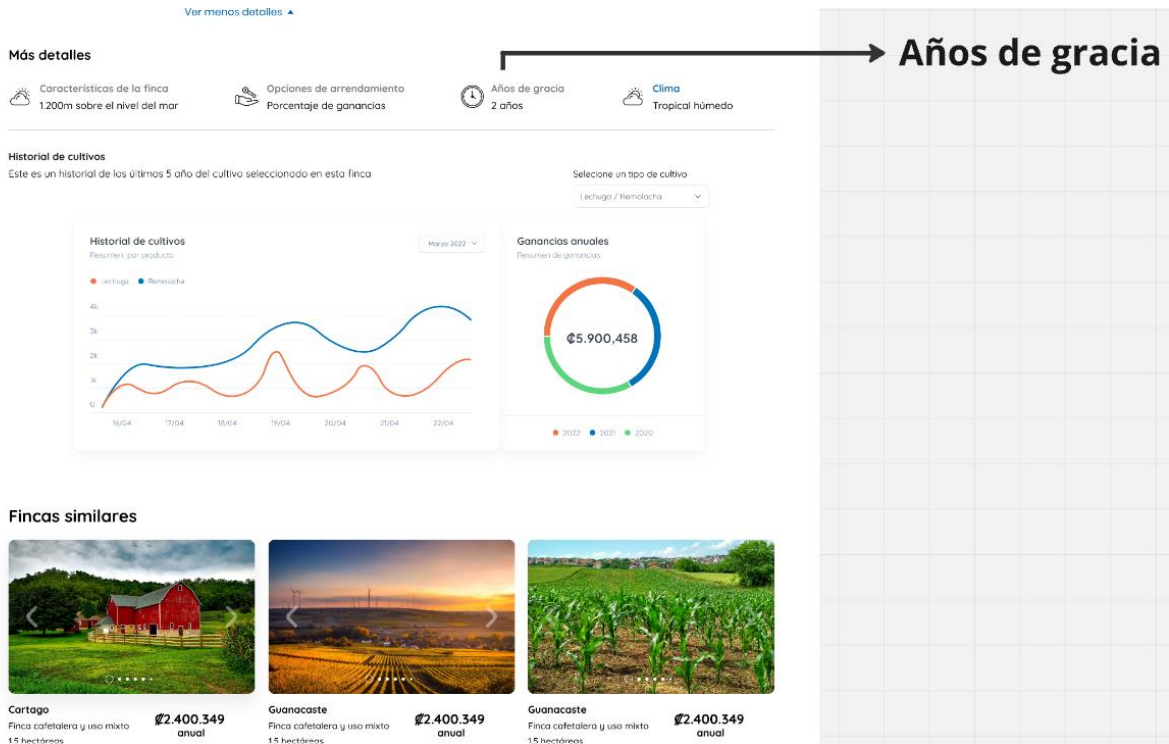 Ver menos detalles ▲
Más detalles
Años de gracia
Características de la finca
1.200m sobre el nivel del mar
Opciones de arrendamiento
Porcentaje de ganancias
Años de gracia
2 años
Clima
Tropical húmedo
Historial de cultivos
Este es un historial de los últimos 5 año del cultivo seleccionado en esta finca
Selecione un tipo de cultivo
Lechuga / Remolacha
Historial de cultivos
Resumen por producto
Marzo 2022
Lechuga
Remolacha
4k
3k
2k
1k
0
16/04
17/04
18/04
19/04
20/04
21/04
22/04
Ganancias anuales
Resumen de ganancias
₡5.900,458
2022
2021
2020
Fincas similares
Cartago
Finca cafetalera y uso mixto
15 hectáreas
₡2.400.349
anual
Guanacaste
Finca cafetalera y uso mixto
15 hectáreas
₡2.400.349
anual
Guanacaste
Finca cafetalera y uso mixto
15 hectáreas
₡2.400.349
anual